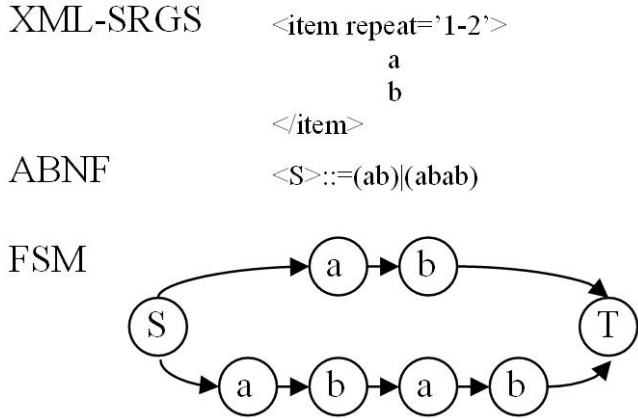 XML-SRGS <item repeat=’1-2’>
a
b
</item>
ABNF <S>::=(ab)|(abab)
FSM
a b
S T
a b a b